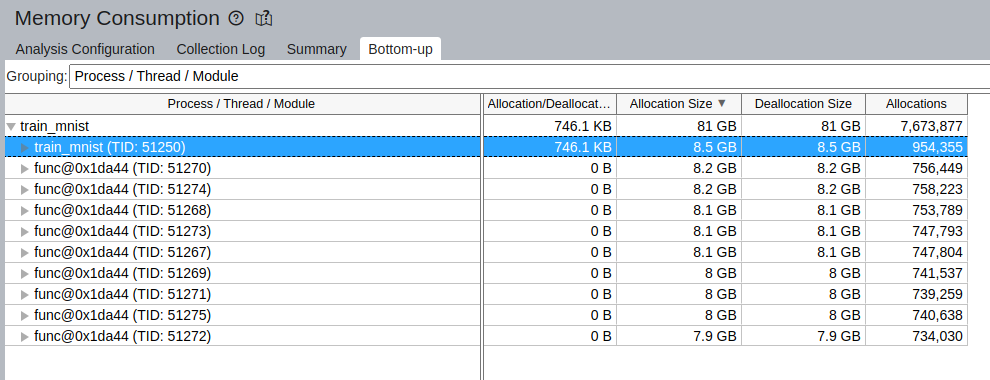 Memory Consumption
Analysis Configuration Collection Log Summary Bottom-up
Grouping: Process / Thread / Module
Process / Thread / Module Allocation/Deallocat... Allocation Size Deallocation Size Allocations
train_mnist 746.1 KB 81 GB 81 GB 7,673,877
train_mnist (TID: 51250) 746.1 KB 8.5 GB 8.5 GB 954,355
func@0x1da44 (TID: 51270) 0 B 8.2 GB 8.2 GB 756,449
func@0x1da44 (TID: 51274) 0 B 8.2 GB 8.2 GB 758,223
func@0x1da44 (TID: 51268) 0 B 8.1 GB 8.1 GB 753,789
func@0x1da44 (TID: 51273) 0 B 8.1 GB 8.1 GB 747,793
func@0x1da44 (TID: 51267) 0 B 8.1 GB 8.1 GB 747,804
func@0x1da44 (TID: 51269) 0 B 8 GB 8 GB 741,537
func@0x1da44 (TID: 51271) 0 B 8 GB 8 GB 739,259
func@0x1da44 (TID: 51275) 0 B 8 GB 8 GB 740,638
func@0x1da44 (TID: 51272) 0 B 7.9 GB 7.9 GB 734,030